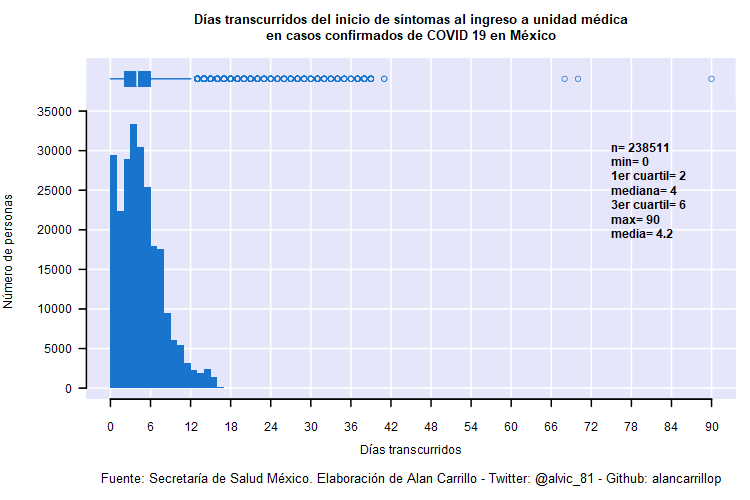 Días transcurridos del inicio de síntomas al ingreso a unidad médica
en casos confirmados de COVID 19 en México
35000
30000
25000
20000
15000
10000
5000
0
Número de personas
n= 238511
min= 0
1er cuartil= 2
mediana= 4
3er cuartil= 6
max= 90
media= 4.2
0 6 12 18 24 30 36 42 48 54 60 66 72 78 84 90
Días transcurridos
Fuente: Secretaría de Salud México. Elaboración de Alan Carrillo - Twitter: @alvic_81 - Github: alancarrillop